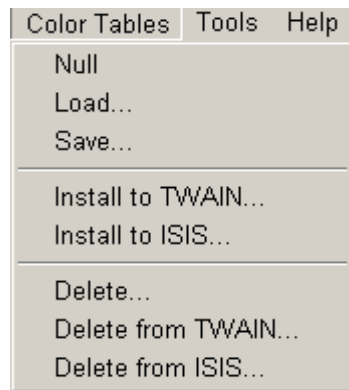 Color Tables Tools Help
Null
Load...
Save...
Install to TWAIN...
Install to ISIS...
Delete...
Delete from TWAIN...
Delete from ISIS...